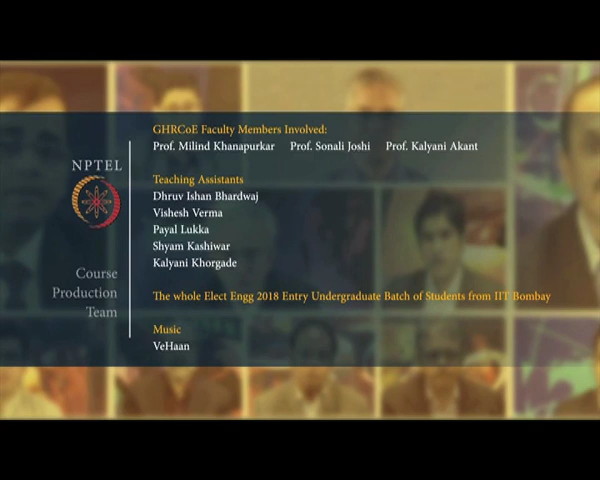 NPTEL
Course
Production
Team
GHRCoE Faculty Members Involved:
Prof. Milind Khanapurkar Prof. Sonali Joshi Prof. Kalyani Akant
Teaching Assistants
Dhruv Ishan Bhardwaj
Vishesh Verma
Payal Lukka
Shyam Kashiwar
Kalyani Khorgade
The whole Elect Engg 2018 Entry Undergraduate Batch of Students from IIT Bombay
Music
VeHaan